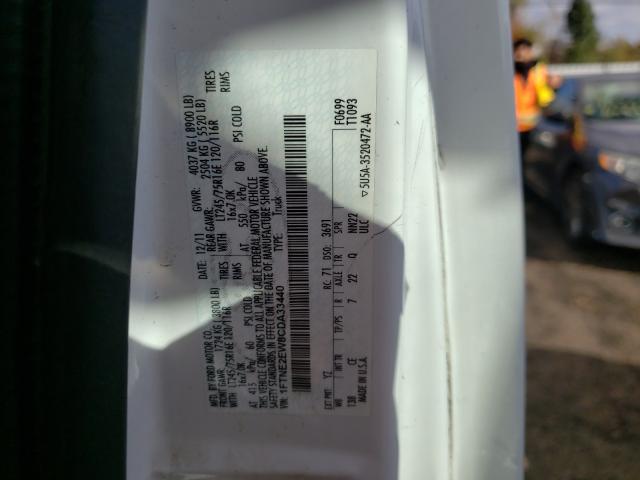 MFD. BY FORD MOTOR CO. DATE: 12/11 GVWR: 4037 KG ( 8900 LB)
FRONT GAWR: 1724 KG ( 3800 LB) REAR GAWR: 2504 KG ( 5520 LB)
WITH LT245/75R16E 120/116R TIRES WITH LT245/75R16E 120/116R TIRES
16x7.0K RIMS 16x7.0K RIMS
AT 415 kPa/ 60 PSI COLD AT 550 kPa/ 80 PSI COLD
THIS VEHICLE CONFORMS TO ALL APPLICABLE FEDERAL MOTOR VEHICLE
SAFETY STANDARDS IN EFFECT ON THE DATE OF MANUFACTURE SHOWN ABOVE.
VIN: 1FTNE2EW8CDA33440 TYPE: Truck
F0699
T1093
EXT PNT: YZ RC: 71 DSO: 3691
WB INT TR TP/PS R AXLE TR SPR
138 CE 7 22 Q NN22
ULC
MADE IN U.S.A. ▽5U5A-3520472-AA